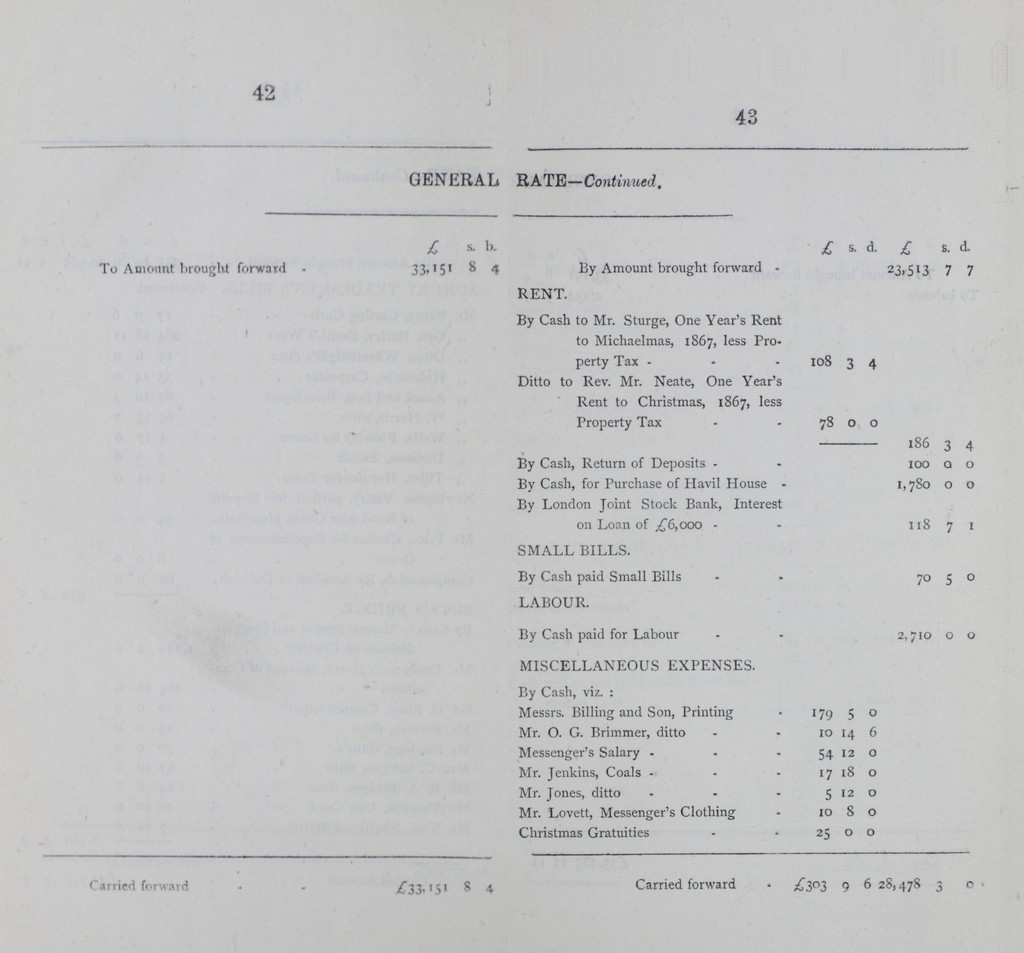 42
43
GENERAL RATE—Continued.
£ s. b.
To Amount brought forward - 33,151 8 4
Carried forward - - £33,151 8 4
£ s. d. £ s. d.
By Amount brought forward - 23,513 7 7
RENT.
By Cash to Mr. Sturge, One Year's Rent
to Michaelmas, 1867, less Pro-
perty Tax - - - 108 3 4
Ditto to Rev. Mr. Neate, One Year's
Rent to Christmas, 1867, less
Property Tax - - 78 0 0
186 3 4
By Cash, Return of Deposits - - 100 0 0
By Cash, for Purchase of Havil House - 1,780 0 0
By London Joint Stock Bank, Interest
on Loan of £6,000 - - 118 7 1
SMALL BILLS.
By Cash paid Small Bills - - 70 5 0
LABOUR.
By Cash paid for Labour - - 2,710 0 0
MISCELLANEOUS EXPENSES.
By Cash, viz. :
Messrs. Billing and Son, Printing - 179 5 0
Mr. O. G. Brimmer, ditto - - 10 14 6
Messenger's Salary - - - 54 12 0
Mr. Jenkins, Coals - - - 17 18 0
Mr. Jones, ditto - - - 5 12 0
Mr. Lovett, Messenger's Clothing - 10 8 0
Christmas Gratuities - - 25 0 0
Carried forward - £303 9 6 28,478 3 0